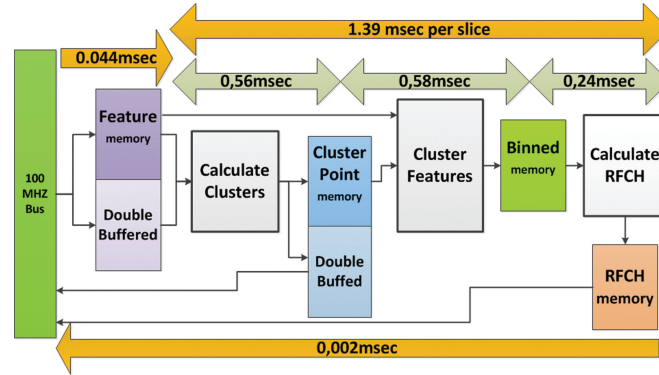 1.39 msec per slice
0.044msec
0,56msec
0,58msec
0,24msec
100
MHZ
Bus
Feature
memory
Double
Buffered
Calculate
Clusters
Cluster
Point
memory
Double
Buffed
Cluster
Features
Binned
memory
Calculate
RFCH
RFCH
memory
0,002msec